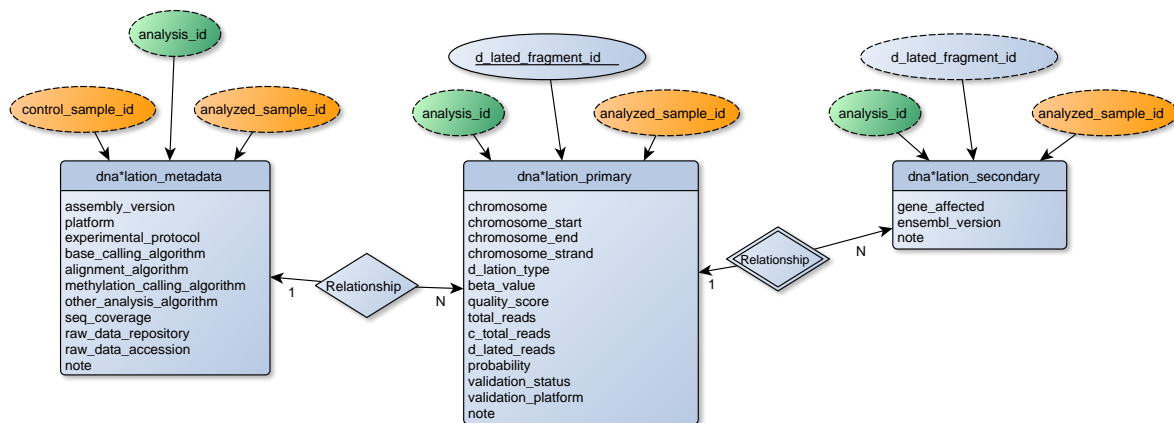 analysis_id
control_sample_id
analyzed_sample_id
dna*lation_metadata
assembly_version
platform
experimental_protocol
base_calling_algorithm
alignment_algorithm
methylation_calling_algorithm
other_analysis_algorithm
seq_coverage
raw_data_repository
raw_data_accession
note
1
Relationship
N
d_lated_fragment_id
analysis_id
analyzed_sample_id
dna*lation_primary
chromosome
chromosome_start
chromosome_end
chromosome_strand
d_lation_type
beta_value
quality_score
total_reads
c_total_reads
d_lated_reads
probability
validation_status
validation_platform
note
1
Relationship
N
d_lated_fragment_id
analysis_id
analyzed_sample_id
dna*lation_secondary
gene_affected
ensembl_version
note